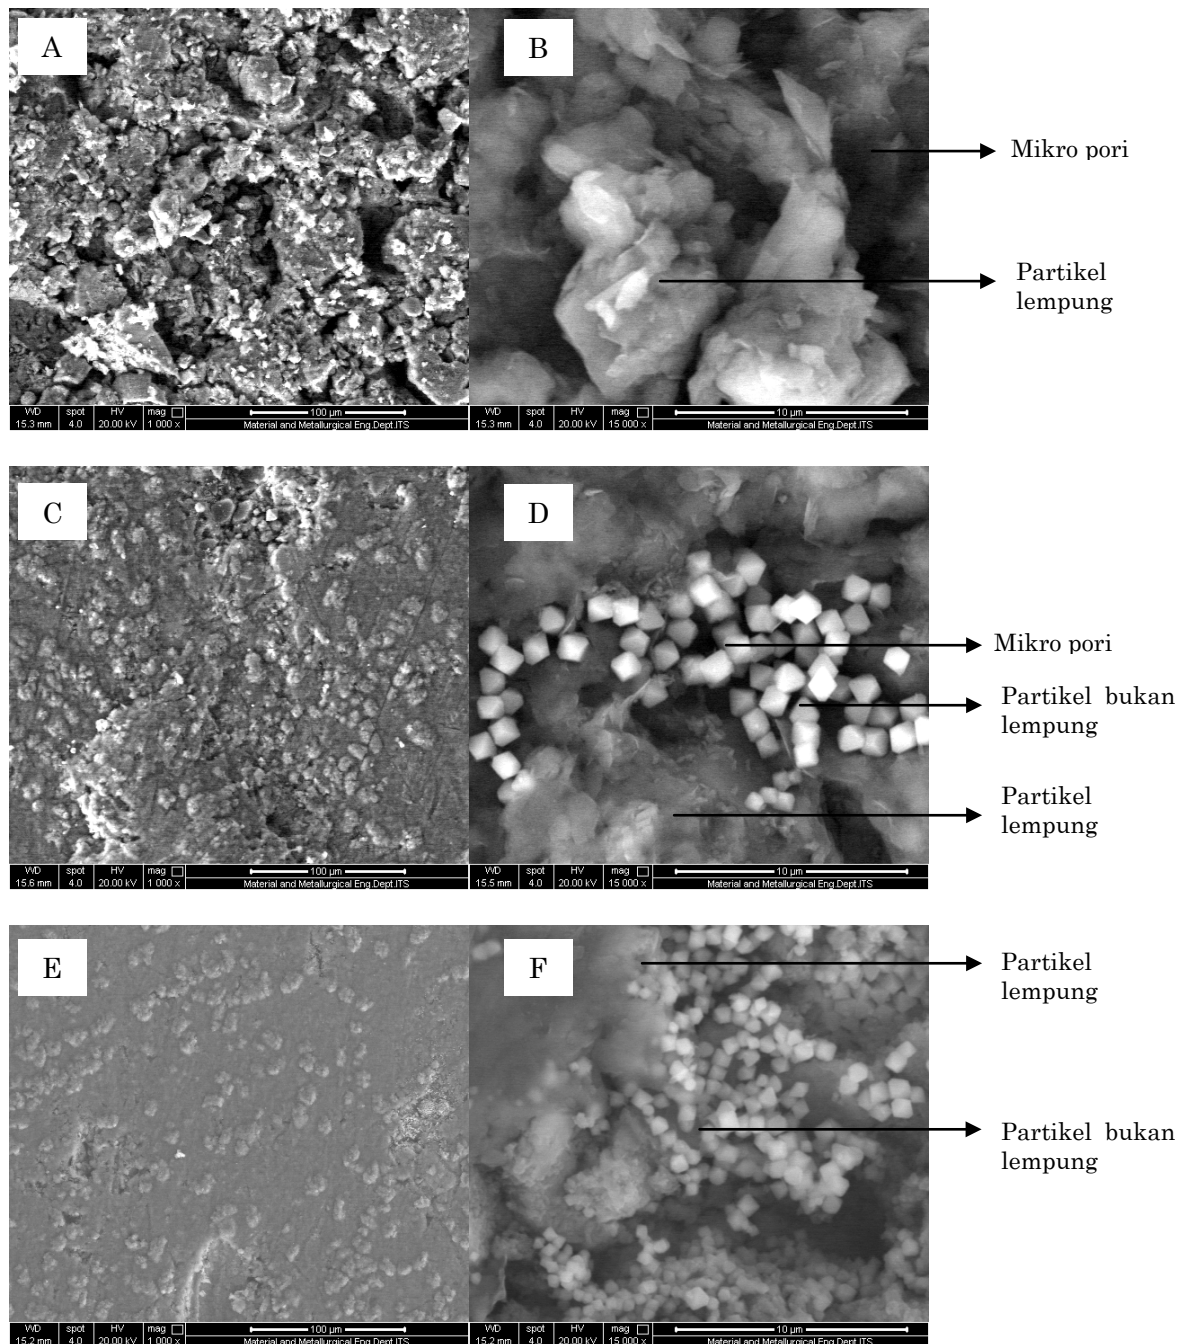 A
B
Mikro pori
Partikel
lempung
WD spot HV mag 100 µm
15.3 mm 4.0 20.00 kV 1 000 x Material and Metallurgical Eng.Dept.ITS
WD spot HV mag 10 µm
15.3 mm 4.0 20.00 kV 15 000 x Material and Metallurgical Eng.Dept.ITS
C
D
Mikro pori
Partikel bukan
lempung
Partikel
lempung
WD spot HV mag 100 µm
15.6 mm 4.0 20.00 kV 1 000 x Material and Metallurgical Eng.Dept.ITS
WD spot HV mag 10 µm
15.5 mm 4.0 20.00 kV 15 000 x Material and Metallurgical Eng.Dept.ITS
E
F
Partikel
lempung
Partikel bukan
lempung
WD spot HV mag 100 µm
15.2 mm 4.0 20.00 kV 1 000 x Material and Metallurgical Eng.Dept.ITS
WD spot HV mag 10 µm
15.2 mm 4.0 20.00 kV 15 000 x Material and Metallurgical Eng.Dept.ITS